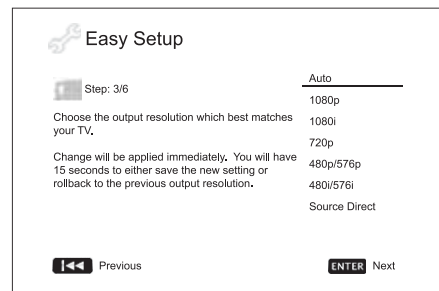 Easy Setup
Step: 3/6
Choose the output resolution which best matches
your TV.
Change will be applied immediately. You will have
15 seconds to either save the new setting or
rollback to the previous output resolution.
Auto
1080p
1080i
720p
480p/576p
480i/576i
Source Direct
Previous
ENTER Next